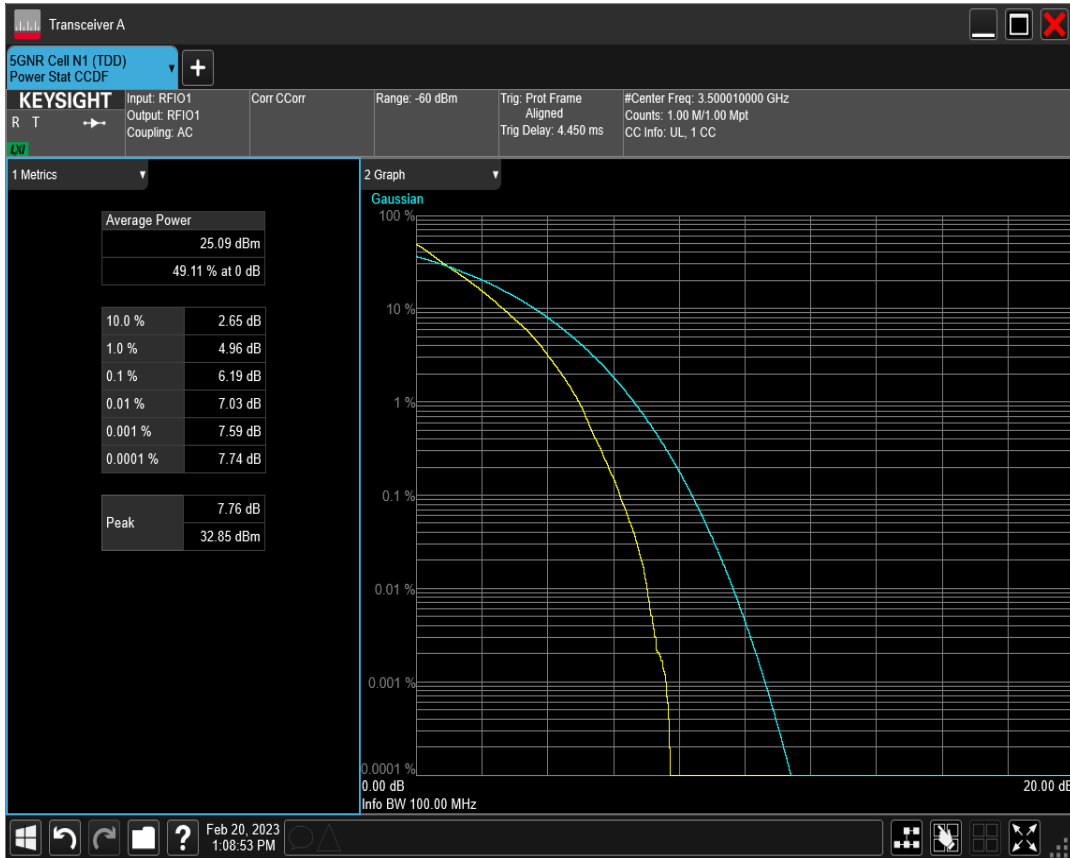 Transceiver A
5GNR Cell N1 (TDD)
Power Stat CCDF
+
KEYSIGHT
R T
LXI
Input: RFIO1
Output: RFIO1
Coupling: AC
Corr CCorr
Range: -60 dBm
Trig: Prot Frame
Aligned
Trig Delay: 4.450 ms
#Center Freq: 3.500010000 GHz
Counts: 1.00 M/1.00 Mpt
CC Info: UL, 1 CC
1 Metrics
Average Power
25.09 dBm
49.11 % at 0 dB
10.0 % 2.65 dB
1.0 % 4.96 dB
0.1 % 6.19 dB
0.01 % 7.03 dB
0.001 % 7.59 dB
0.0001 % 7.74 dB
Peak
7.76 dB
32.85 dBm
2 Graph
Gaussian
100 %
10 %
1 %
0.1 %
0.01 %
0.001 %
0.0001 %
0.00 dB
20.00 dB
Info BW 100.00 MHz
?
Feb 20, 2023
1:08:53 PM